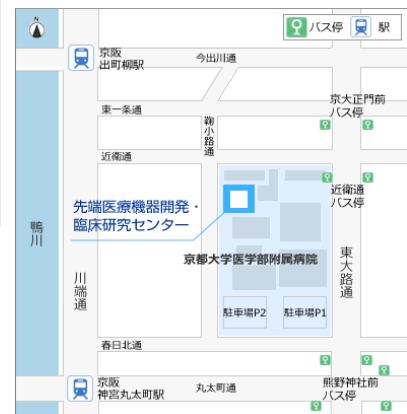 N
バス停
駅
京阪
出町柳駅
今出川通
京大正門前
バス停
東一条通
鞠小路通
近衛通
近衛通
バス停
先端医療機器開発・
臨床研究センター
鴨川
川端通
京都大学医学部附属病院
東大路通
駐車場P2
駐車場P1
春日北通
京阪
神宮丸太町駅
丸太町通
熊野神社前
バス停